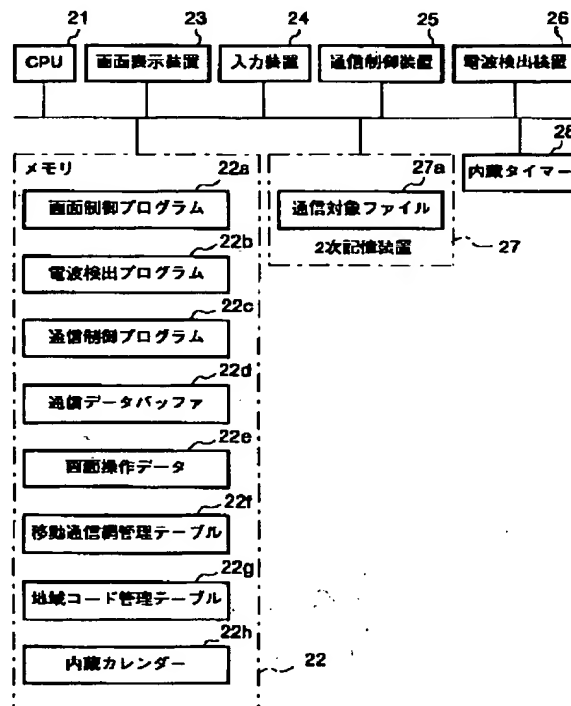 21 23 24 25 26
CPU 画面表示装置 入力装置 通信制御装置 電波検出装置
28
メモリ 22a 27a 内蔵タイマー
画面制御プログラム 通信対象ファイル
22b 2次記憶装置 27
電波検出プログラム
22c
通信制御プログラム
22d
通信データバッファ
22e
画面操作データ
22f
移動通信網管理テーブル
22g
地域コード管理テーブル
22h
内蔵カレンダー
22